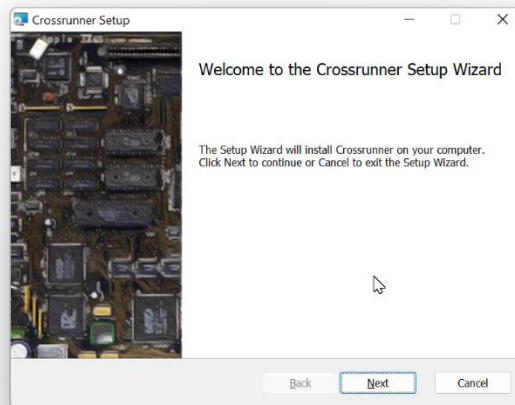 Crossrunner Setup
Welcome to the Crossrunner Setup Wizard
The Setup Wizard will install Crossrunner on your computer.
Click Next to continue or Cancel to exit the Setup Wizard.
Back
Next
Cancel